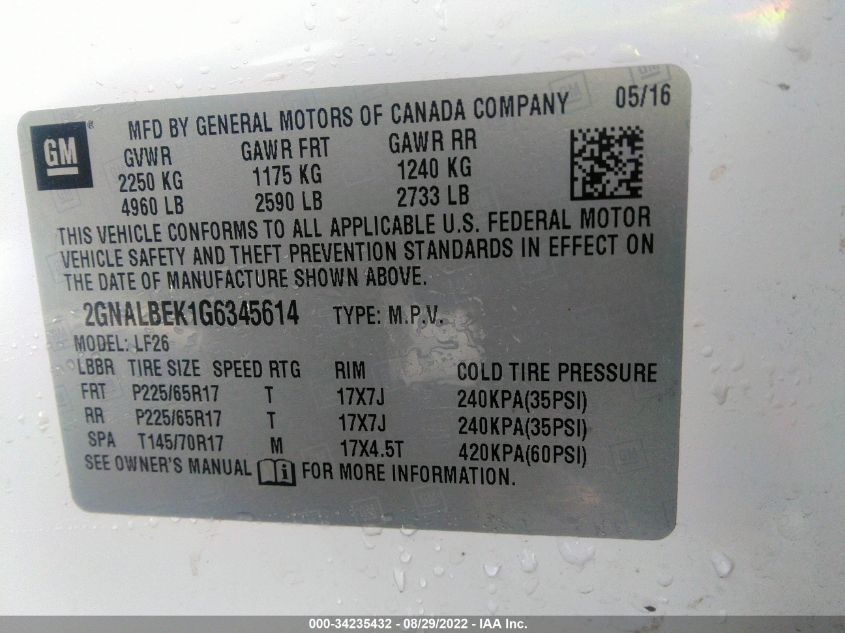 MFD BY GENERAL MOTORS OF CANADA COMPANY 05/16
GM ®
GVWR GAWR FRT GAWR RR
2250 KG 1175 KG 1240 KG
4960 LB 2590 LB 2733 LB
THIS VEHICLE CONFORMS TO ALL APPLICABLE U.S. FEDERAL MOTOR
VEHICLE SAFETY AND THEFT PREVENTION STANDARDS IN EFFECT ON
THE DATE OF MANUFACTURE SHOWN ABOVE.
2GNALBEK1G6345614 TYPE: M.P.V.
MODEL: LF26
LBBR TIRE SIZE SPEED RTG RIM COLD TIRE PRESSURE
FRT P225/65R17 T 17X7J 240KPA(35PSI)
RR P225/65R17 T 17X7J 240KPA(35PSI)
SPA T145/70R17 M 17X4.5T 420KPA(60PSI)
SEE OWNER'S MANUAL i FOR MORE INFORMATION.
000-34235432 - 08/29/2022 - IAA Inc.